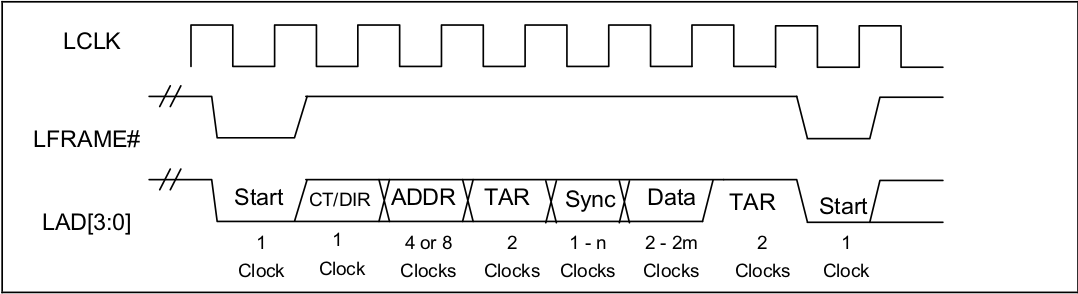 LCLK
LFRAME#
LAD[3:0]
Start CT/DIR ADDR TAR Sync Data TAR Start
1 1 4 or 8 2 1 - n 2 - 2m 2 1
Clock Clock Clocks Clocks Clocks Clocks Clocks Clock